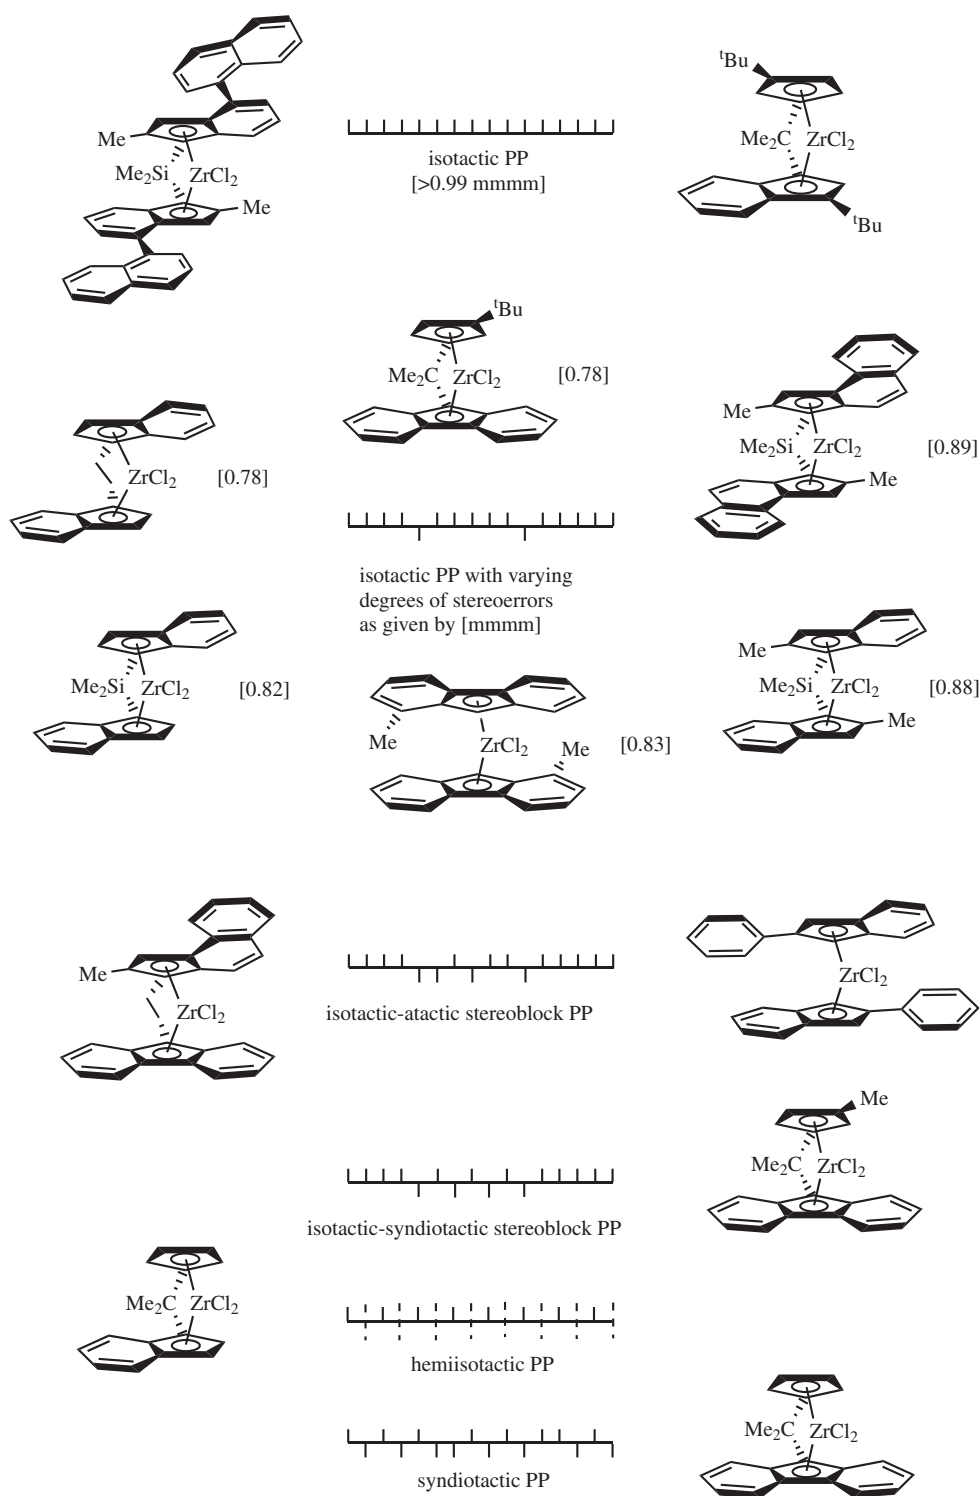 ᵗBu
Me
Me₂Si
ZrCl₂
Me
isotactic PP
[>0.99 mmmm]
Me₂C
ZrCl₂
ᵗBu
ᵗBu
Me₂C
ZrCl₂
[0.78]
ZrCl₂
[0.78]
Me
Me₂Si
ZrCl₂
Me
[0.89]
isotactic PP with varying
degrees of stereoerrors
as given by [mmmm]
Me₂Si
ZrCl₂
[0.82]
Me
ZrCl₂
Me
[0.83]
Me
Me₂Si
ZrCl₂
Me
[0.88]
Me
ZrCl₂
isotactic-atactic stereoblock PP
ZrCl₂
Me
Me₂C
ZrCl₂
isotactic-syndiotactic stereoblock PP
Me₂C
ZrCl₂
hemiisotactic PP
Me₂C
ZrCl₂
syndiotactic PP